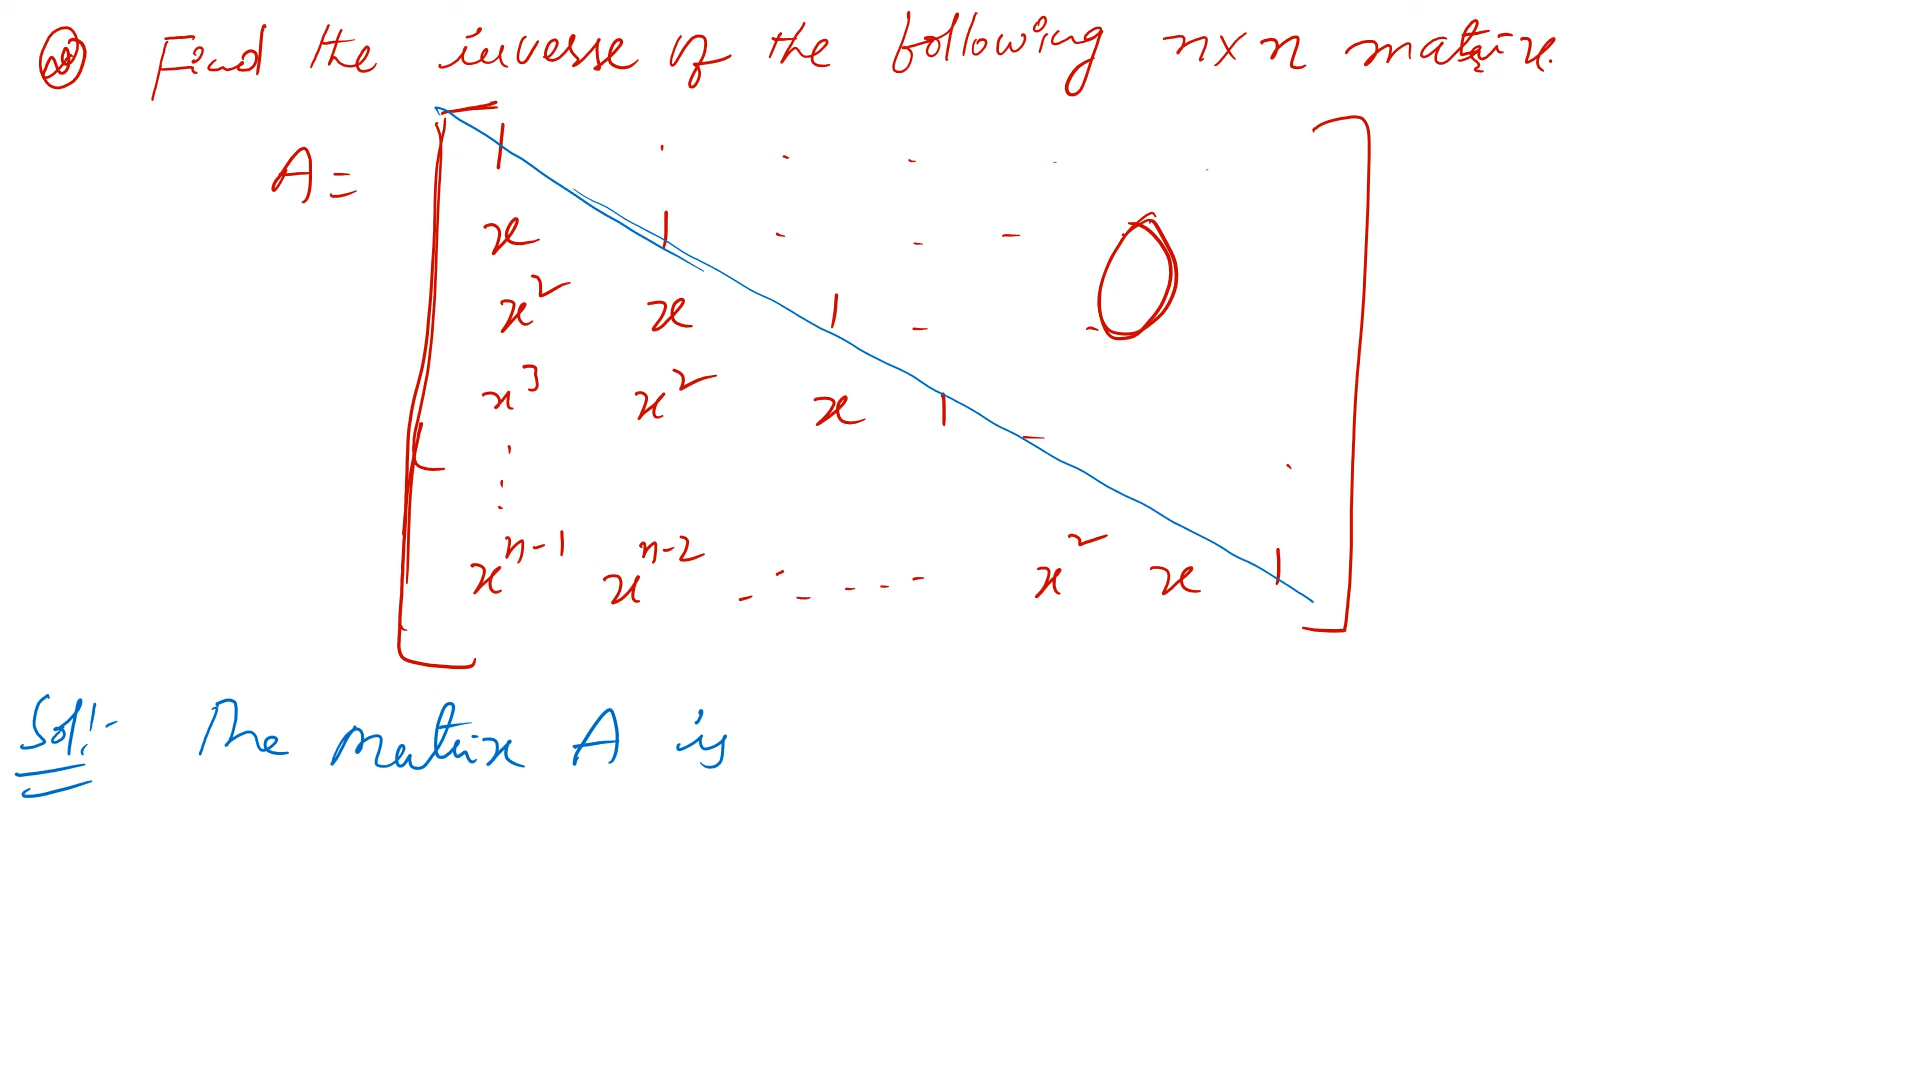 Find the inverse of the following n×n matrix.
A =
1 . . . . .
x 1 - - -
x² x 1 - 0 -
x³ x² x 1 -
x^{n-1} x^{n-2} ------ x² x 1
Sol!:- The matrix A is